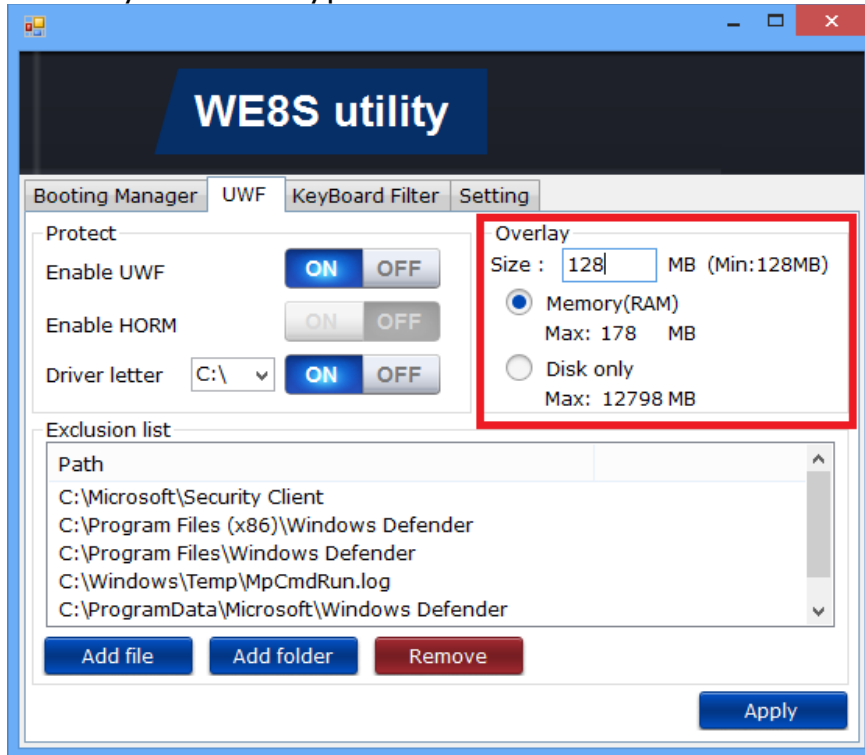 WE8S utility
Booting Manager UWF KeyBoard Filter Setting
Protect
Enable UWF ON OFF
Enable HORM ON OFF
Driver letter C:\ ON OFF
Overlay
Size : 128 MB (Min:128MB)
Memory(RAM)
Max: 178 MB
Disk only
Max: 12798 MB
Exclusion list
Path
C:\Microsoft\Security Client
C:\Program Files (x86)\Windows Defender
C:\Program Files\Windows Defender
C:\Windows\Temp\MpCmdRun.log
C:\ProgramData\Microsoft\Windows Defender
Add file Add folder Remove
Apply